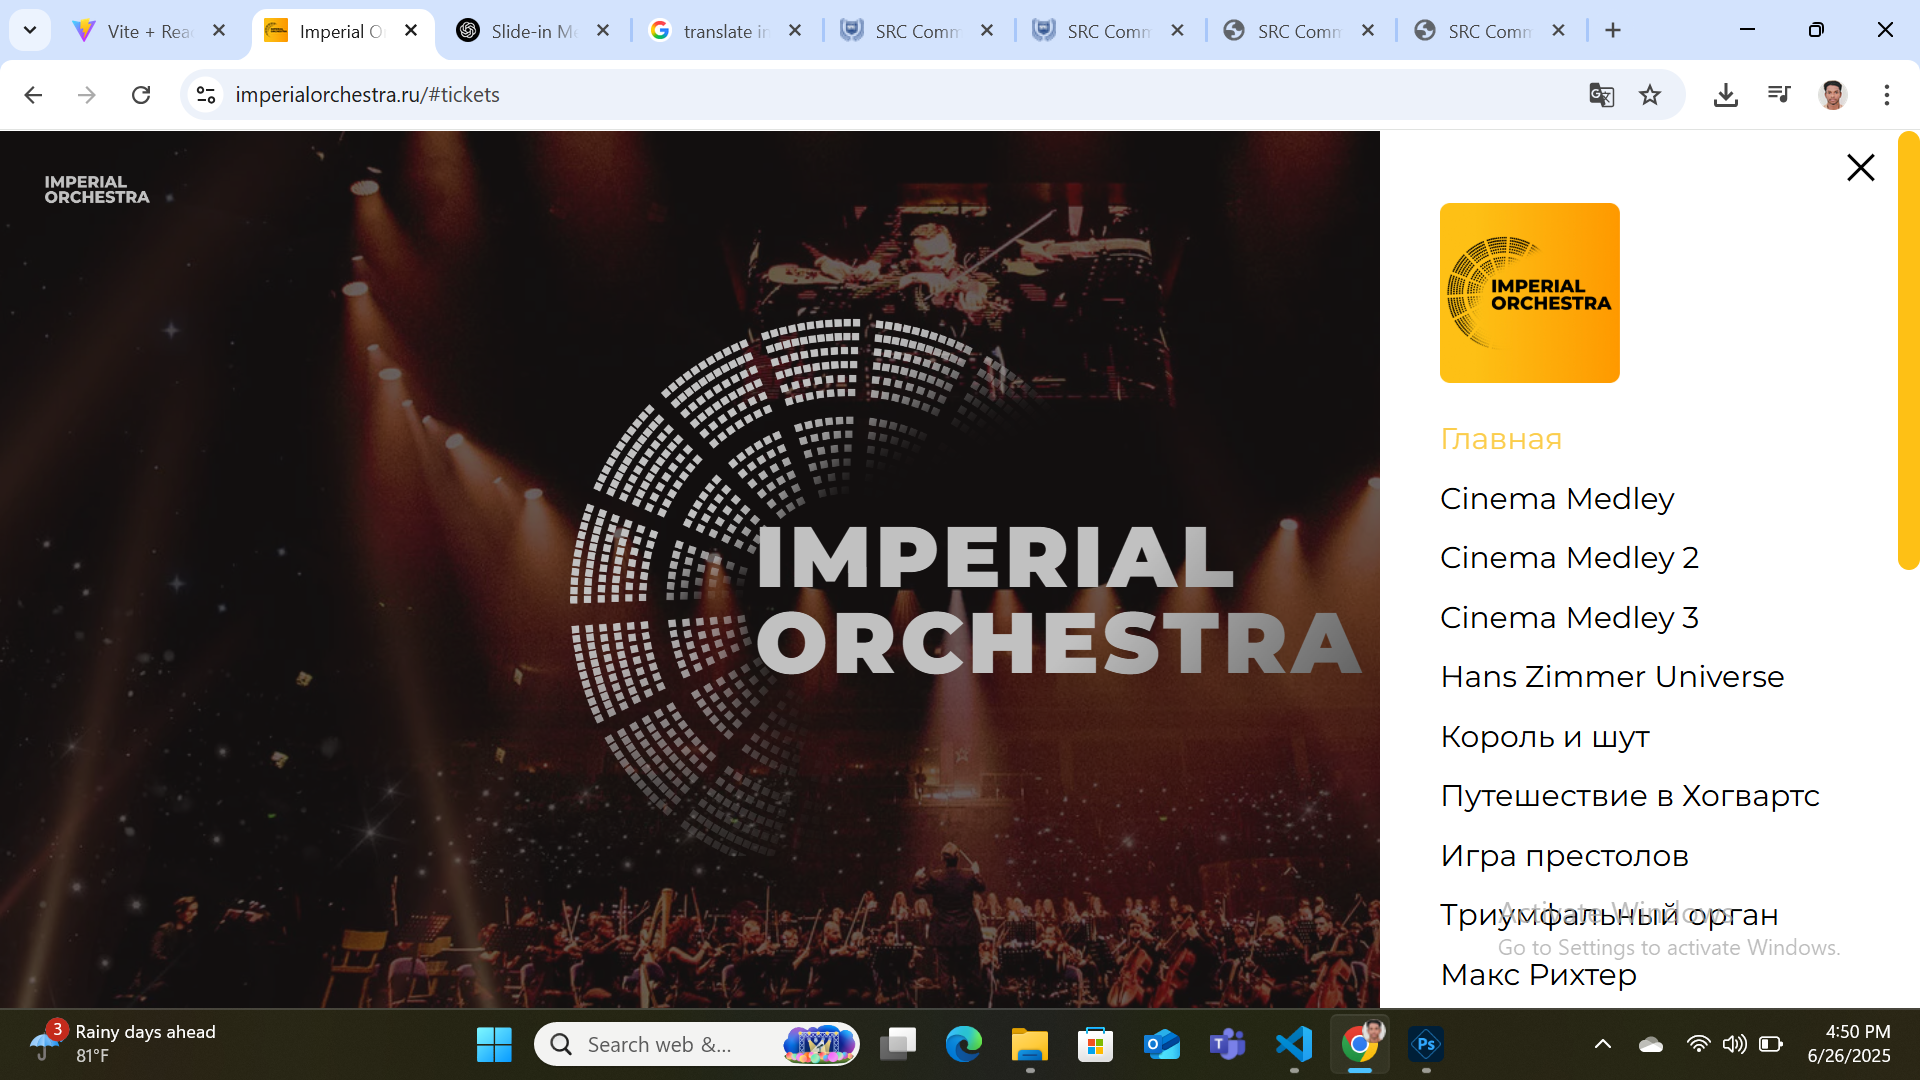 Vite + Rea
Imperial O
Slide-in Me
translate in
SRC Comm
SRC Comm
SRC Comm
SRC Comm
imperialorchestra.ru/#tickets
IMPERIAL
ORCHESTRA
IMPERIAL
ORCHESTRA
IMPERIAL
ORCHESTRA
Главная
Cinema Medley
Cinema Medley 2
Cinema Medley 3
Hans Zimmer Universe
Король и шут
Путешествие в Хогвартс
Игра престолов
Триумфальный орган
Activate Windows
Go to Settings to activate Windows.
Макс Рихтер
3
Rainy days ahead
81°F
Search web &...
4:50 PM
6/26/2025